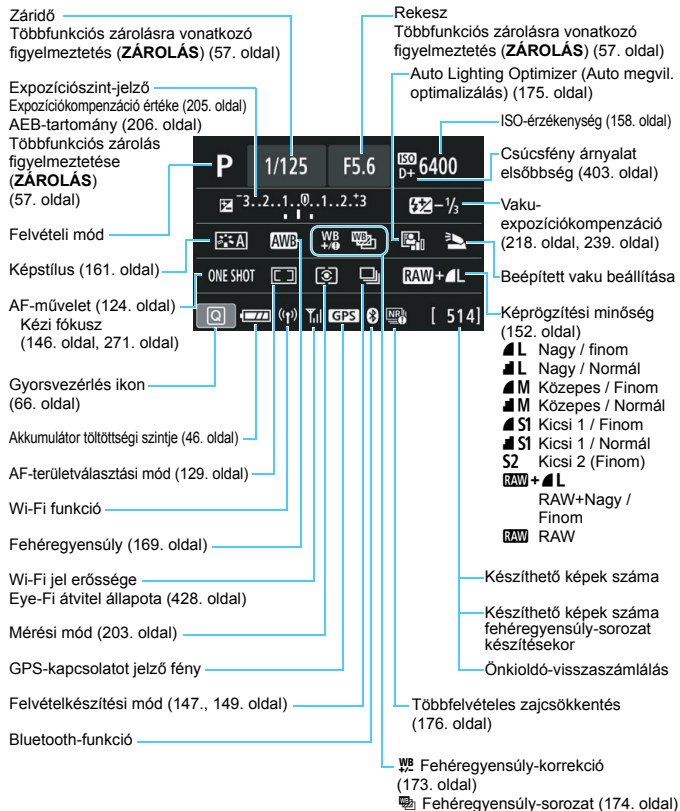 Záridő
Többfunkciós zárolásra vonatkozó
figyelmeztetés (ZÁROLÁS) (57. oldal)
Expozíciószint-jelző
Expozíciókompenzáció értéke (205. oldal)
AEB-tartomány (206. oldal)
Többfunkciós zárolás
figyelmeztetése
(ZÁROLÁS)
(57. oldal)
Felvételi mód
Képstílus (161. oldal)
AF-művelet (124. oldal)
Kézi fókusz
(146. oldal, 271. oldal)
Gyorsvezérlés ikon
(66. oldal)
Akkumulátor töltöttségi szintje (46. oldal)
AF-területválasztási mód (129. oldal)
Wi-Fi funkció
Fehéregyensúly (169. oldal)
Wi-Fi jel erőssége
Eye-Fi átvitel állapota (428. oldal)
Mérési mód (203. oldal)
GPS-kapcsolatot jelző fény
Felvételkészítési mód (147., 149. oldal)
Bluetooth-funkció
Rekesz
Többfunkciós zárolásra vonatkozó
figyelmeztetés (ZÁROLÁS) (57. oldal)
Auto Lighting Optimizer (Auto megvil.
optimalizálás) (175. oldal)
ISO-érzékenység (158. oldal)
Csúcsfény árnyalat
elsőbbség (403. oldal)
Vaku-
expozíciókompenzáció
(218. oldal, 239. oldal)
Beépített vaku beállítása
Képrögzítési minőség
(152. oldal)
L Nagy / finom
L Nagy / Normál
M Közepes / Finom
M Közepes / Normál
S1 Kicsi 1 / Finom
S1 Kicsi 1 / Normál
S2 Kicsi 2 (Finom)
RAW+L
RAW+Nagy /
Finom
RAW RAW
Készíthető képek száma
Készíthető képek száma
fehéregyensúly-sorozat
készítésekor
Önkioldó-visszaszámlálás
Többfelvételes zajcsökkentés
(176. oldal)
WB +/- Fehéregyensúly-korrekció
(173. oldal)
WB Fehéregyensúly-sorozat (174. oldal)
P 1/125 F5.6 ISO D+ 6400
-3..2..1..0..1..2.+3 -1/3
A AWB WB +/- WB
ONE SHOT RAW+L
Q GPS NR [ 514]